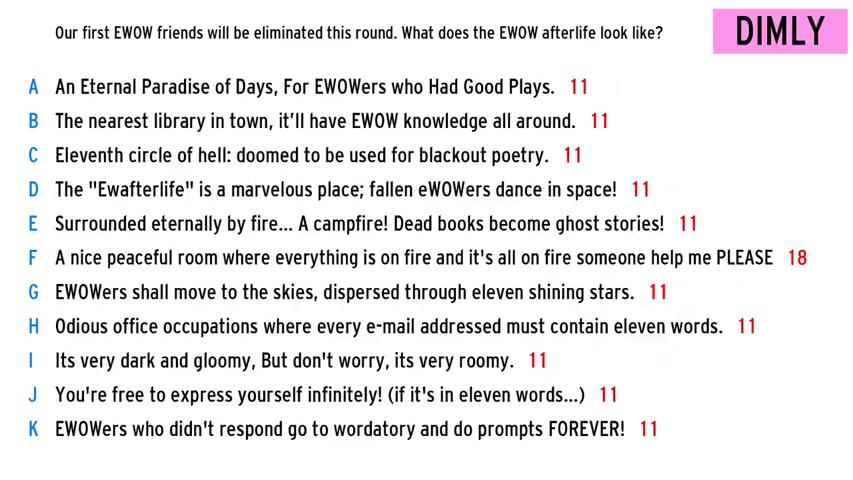 Our first EWOW friends will be eliminated this round. What does the EWOW afterlife look like?
DIMLY
A An Eternal Paradise of Days, For EWOWers who Had Good Plays. 11
B The nearest library in town, it'll have EWOW knowledge all around. 11
C Eleventh circle of hell: doomed to be used for blackout poetry. 11
D The "Ewafterlife" is a marvelous place; fallen eWOWers dance in space! 11
E Surrounded eternally by fire... A campfire! Dead books become ghost stories! 11
F A nice peaceful room where everything is on fire and it's all on fire someone help me PLEASE 18
G EWOWers shall move to the skies, dispersed through eleven shining stars. 11
H Odious office occupations where every e-mail addressed must contain eleven words. 11
I Its very dark and gloomy, But don't worry, its very roomy. 11
J You're free to express yourself infinitely! (if it's in eleven words...) 11
K EWOWers who didn't respond go to wordatory and do prompts FOREVER! 11